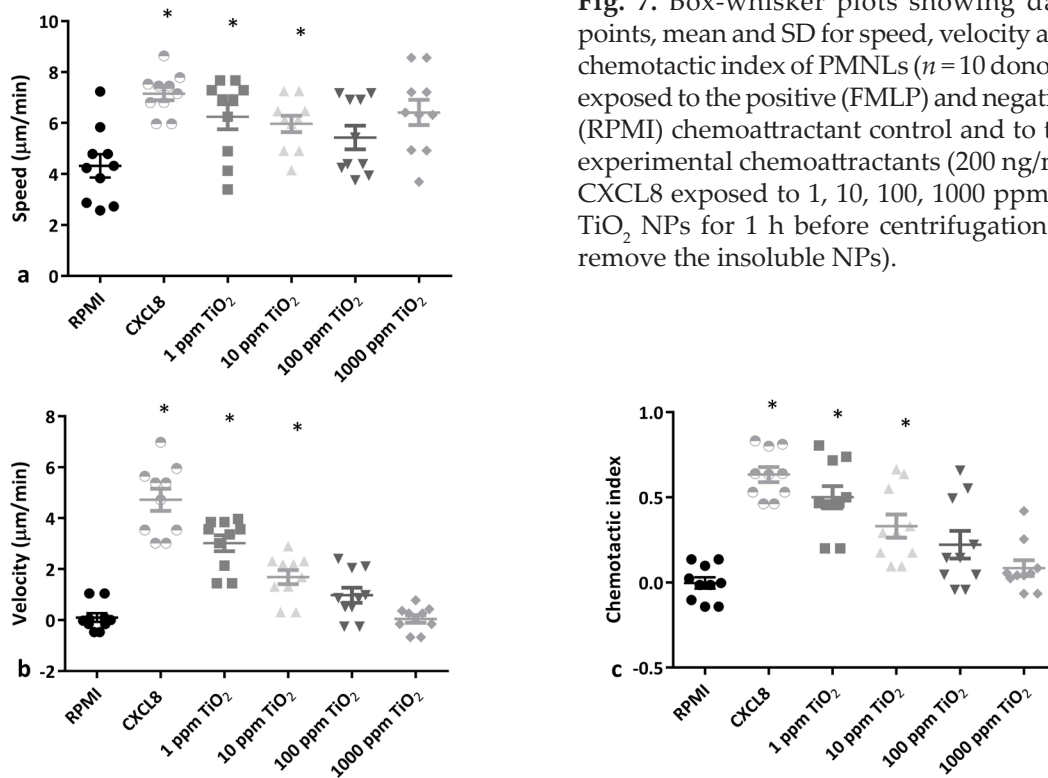 Fig. 7. Box-whisker plots showing da
points, mean and SD for speed, velocity a
chemotactic index of PMNLs (n = 10 dono
exposed to the positive (FMLP) and negati
(RPMI) chemoattractant control and to t
experimental chemoattractants (200 ng/
CXCL8 exposed to 1, 10, 100, 1000 ppm
TiO₂ NPs for 1 h before centrifugation
remove the insoluble NPs).
a
Speed (μm/min)
10
8
6
4
2
0
* * *
RPMI
CXCL8
1 ppm TiO₂
10 ppm TiO₂
100 ppm TiO₂
1000 ppm TiO₂
b
Velocity (μm/min)
8
6
4
2
0
-2
* * *
RPMI
CXCL8
1 ppm TiO₂
10 ppm TiO₂
100 ppm TiO₂
1000 ppm TiO₂
c
Chemotactic index
1.0
0.5
0.0
-0.5
* * *
RPMI
CXCL8
1 ppm TiO₂
10 ppm TiO₂
100 ppm TiO₂
1000 ppm TiO₂